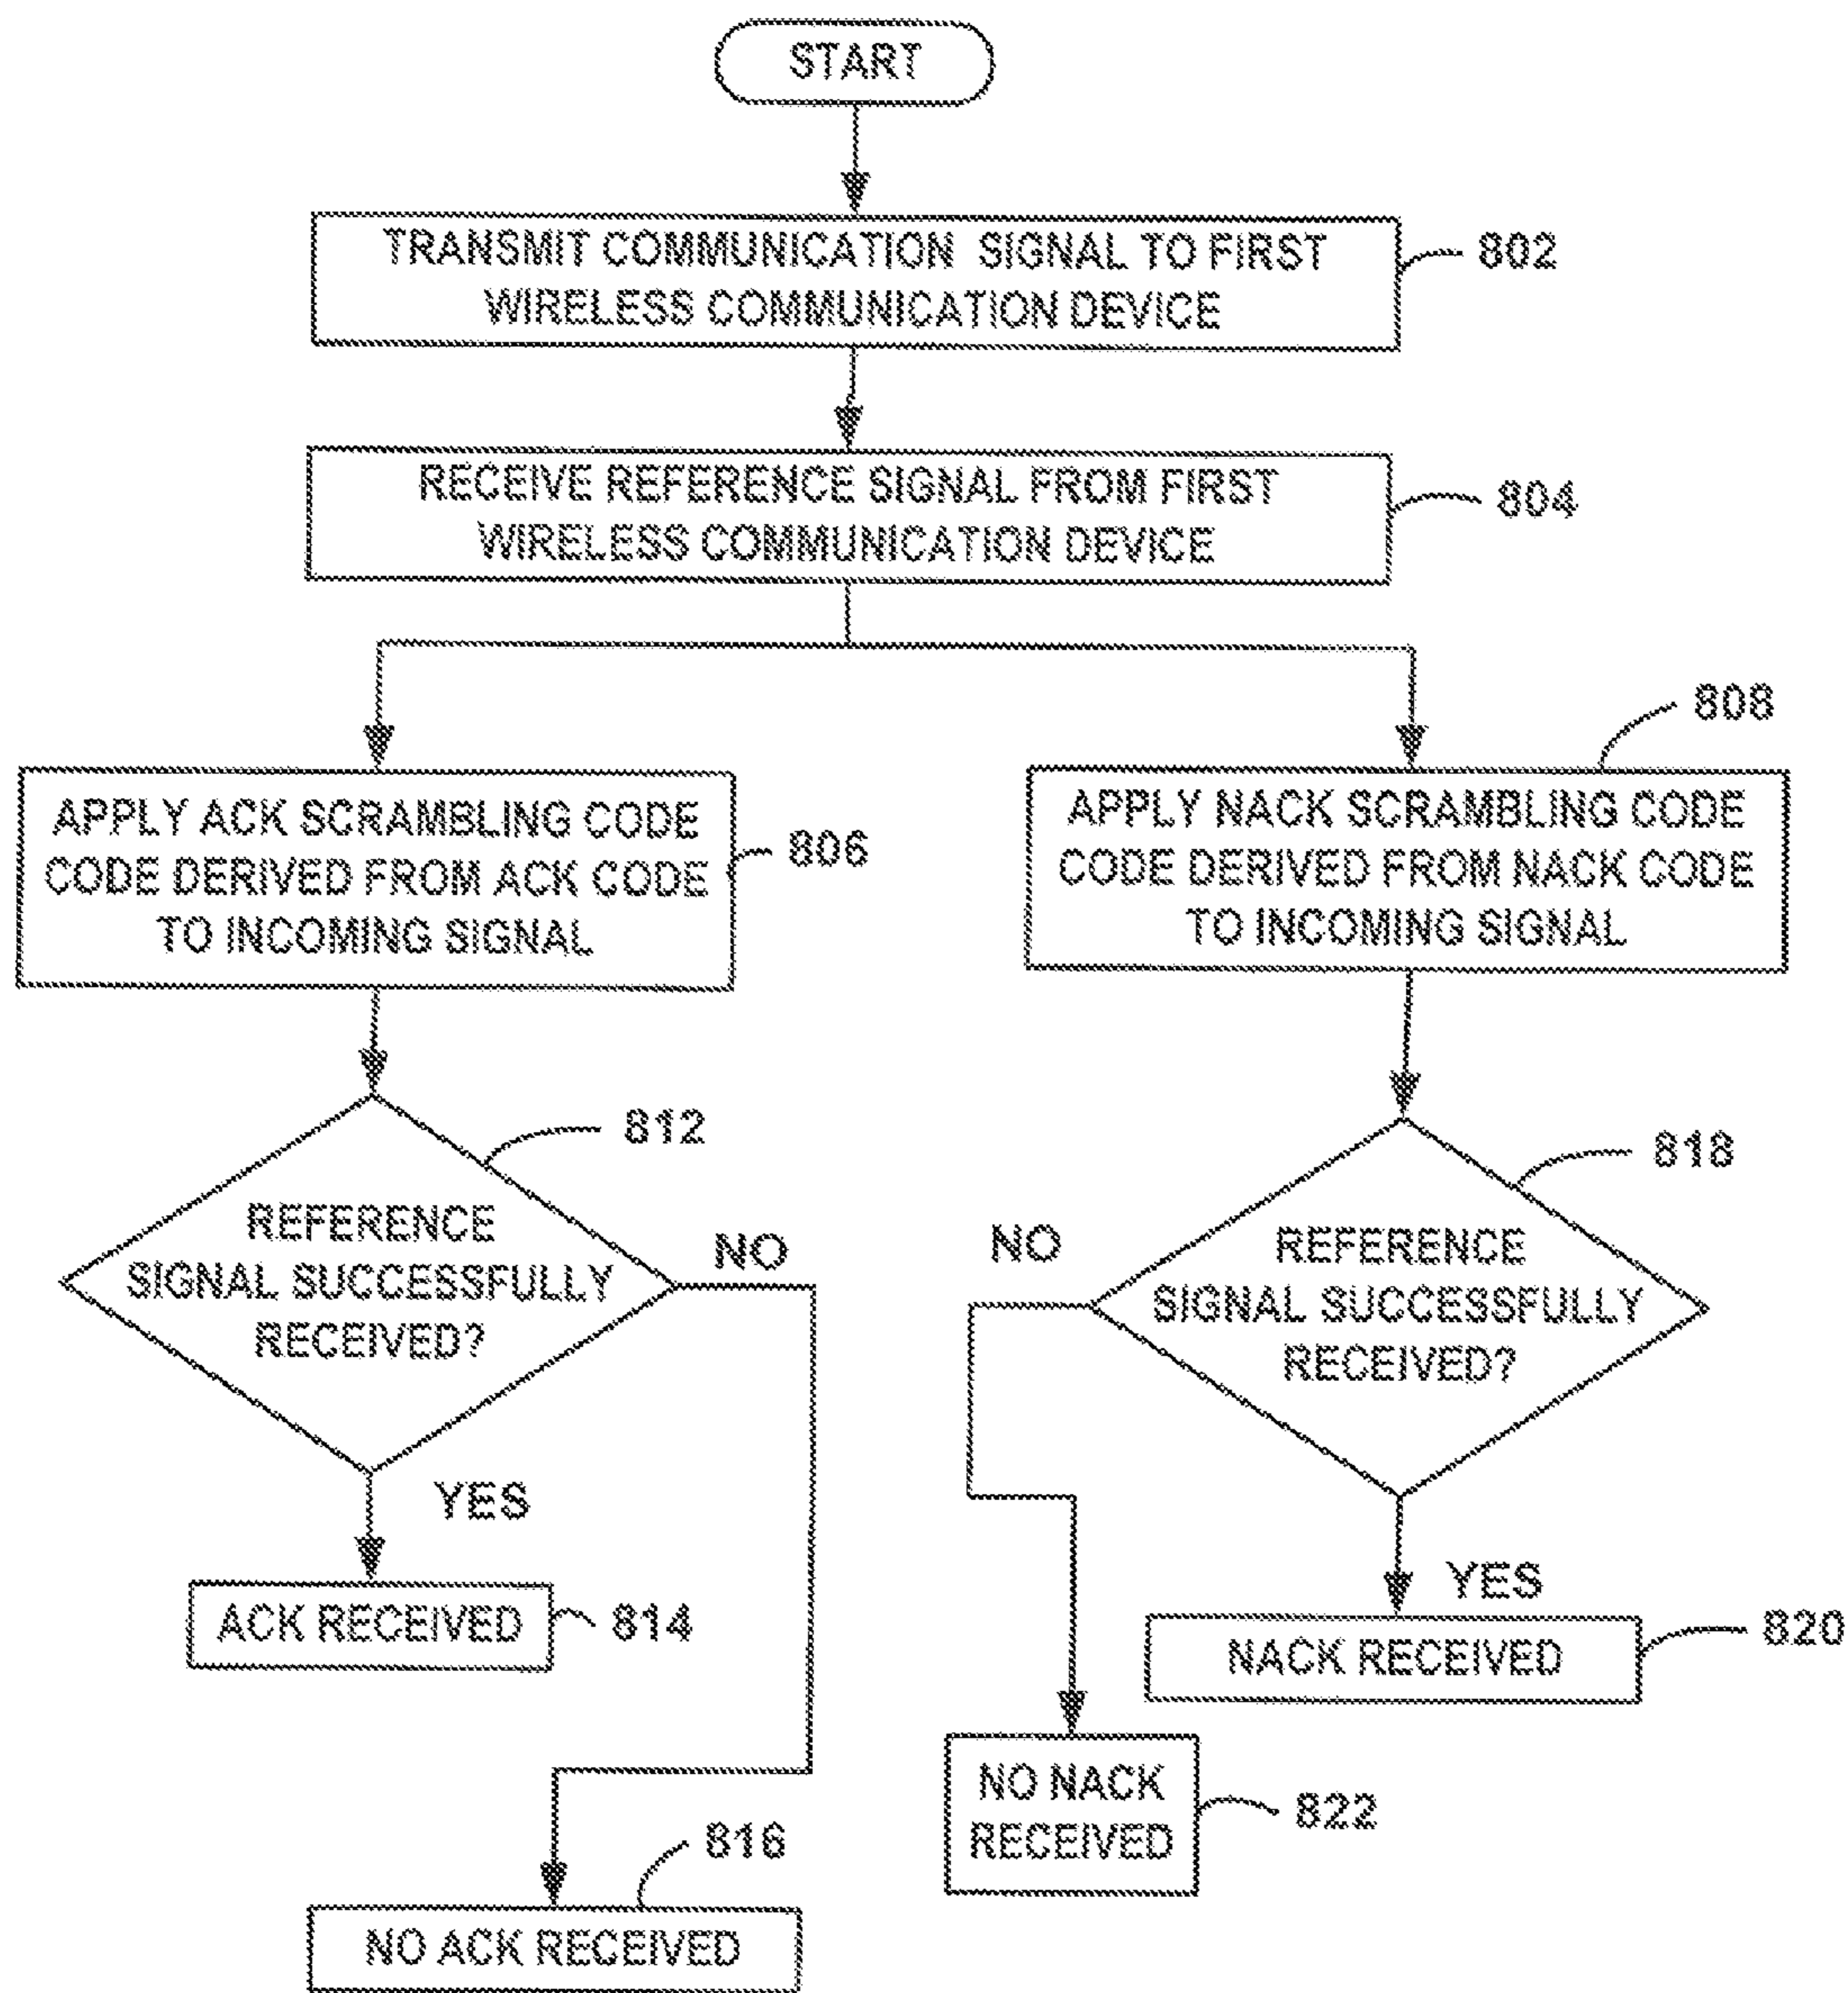 START
TRANSMIT COMMUNICATION SIGNAL TO FIRST
WIRELESS COMMUNICATION DEVICE
802
RECEIVE REFERENCE SIGNAL FROM FIRST
WIRELESS COMMUNICATION DEVICE
804
APPLY ACK SCRAMBLING CODE
CODE DERIVED FROM ACK CODE
TO INCOMING SIGNAL
806
808
APPLY NACK SCRAMBLING CODE
CODE DERIVED FROM NACK CODE
TO INCOMING SIGNAL
812
REFERENCE
SIGNAL SUCCESSFULLY
RECEIVED?
NO
YES
818
REFERENCE
SIGNAL SUCCESSFULLY
RECEIVED?
NO
YES
ACK RECEIVED
814
NACK RECEIVED
820
NO NACK
RECEIVED
822
816
NO ACK RECEIVED